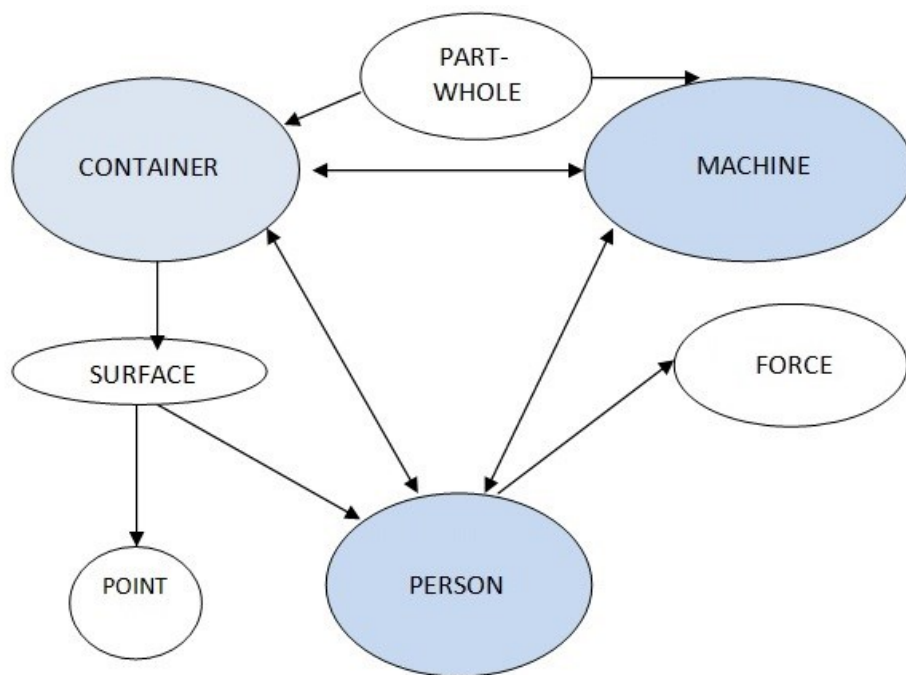 PART-
WHOLE
CONTAINER
MACHINE
SURFACE
FORCE
POINT
PERSON